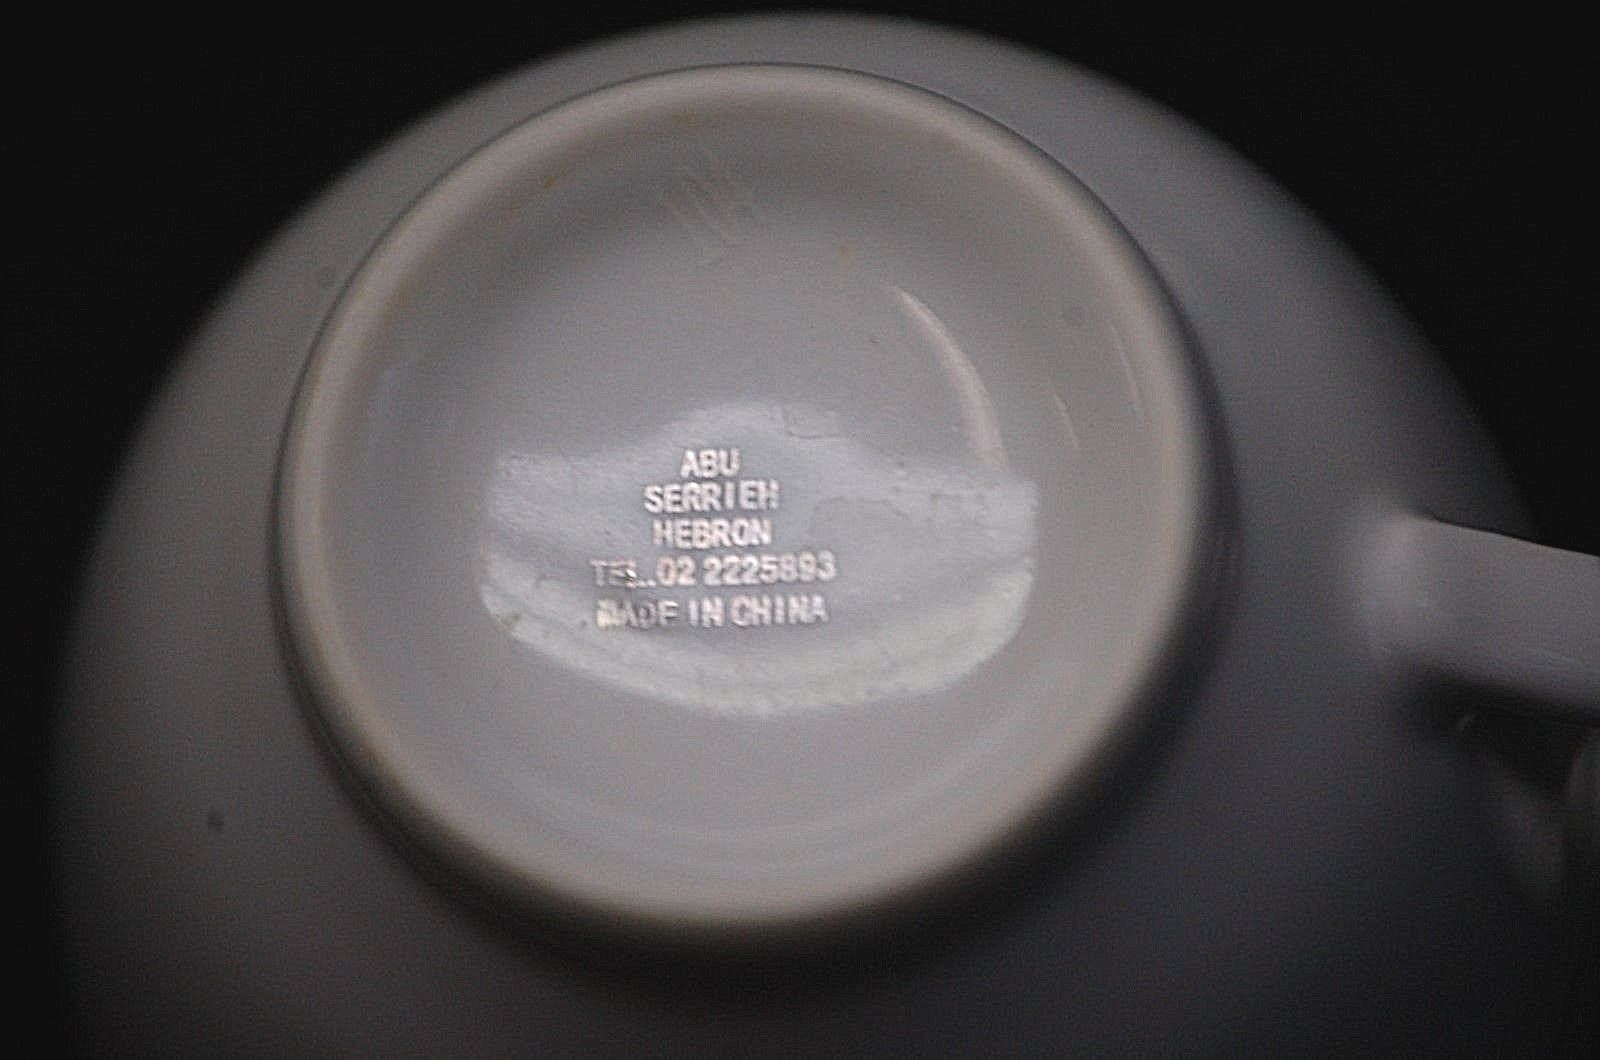 ABU
SERRIEH
HEBRON
TEL..02 2225893
MADE IN CHINA